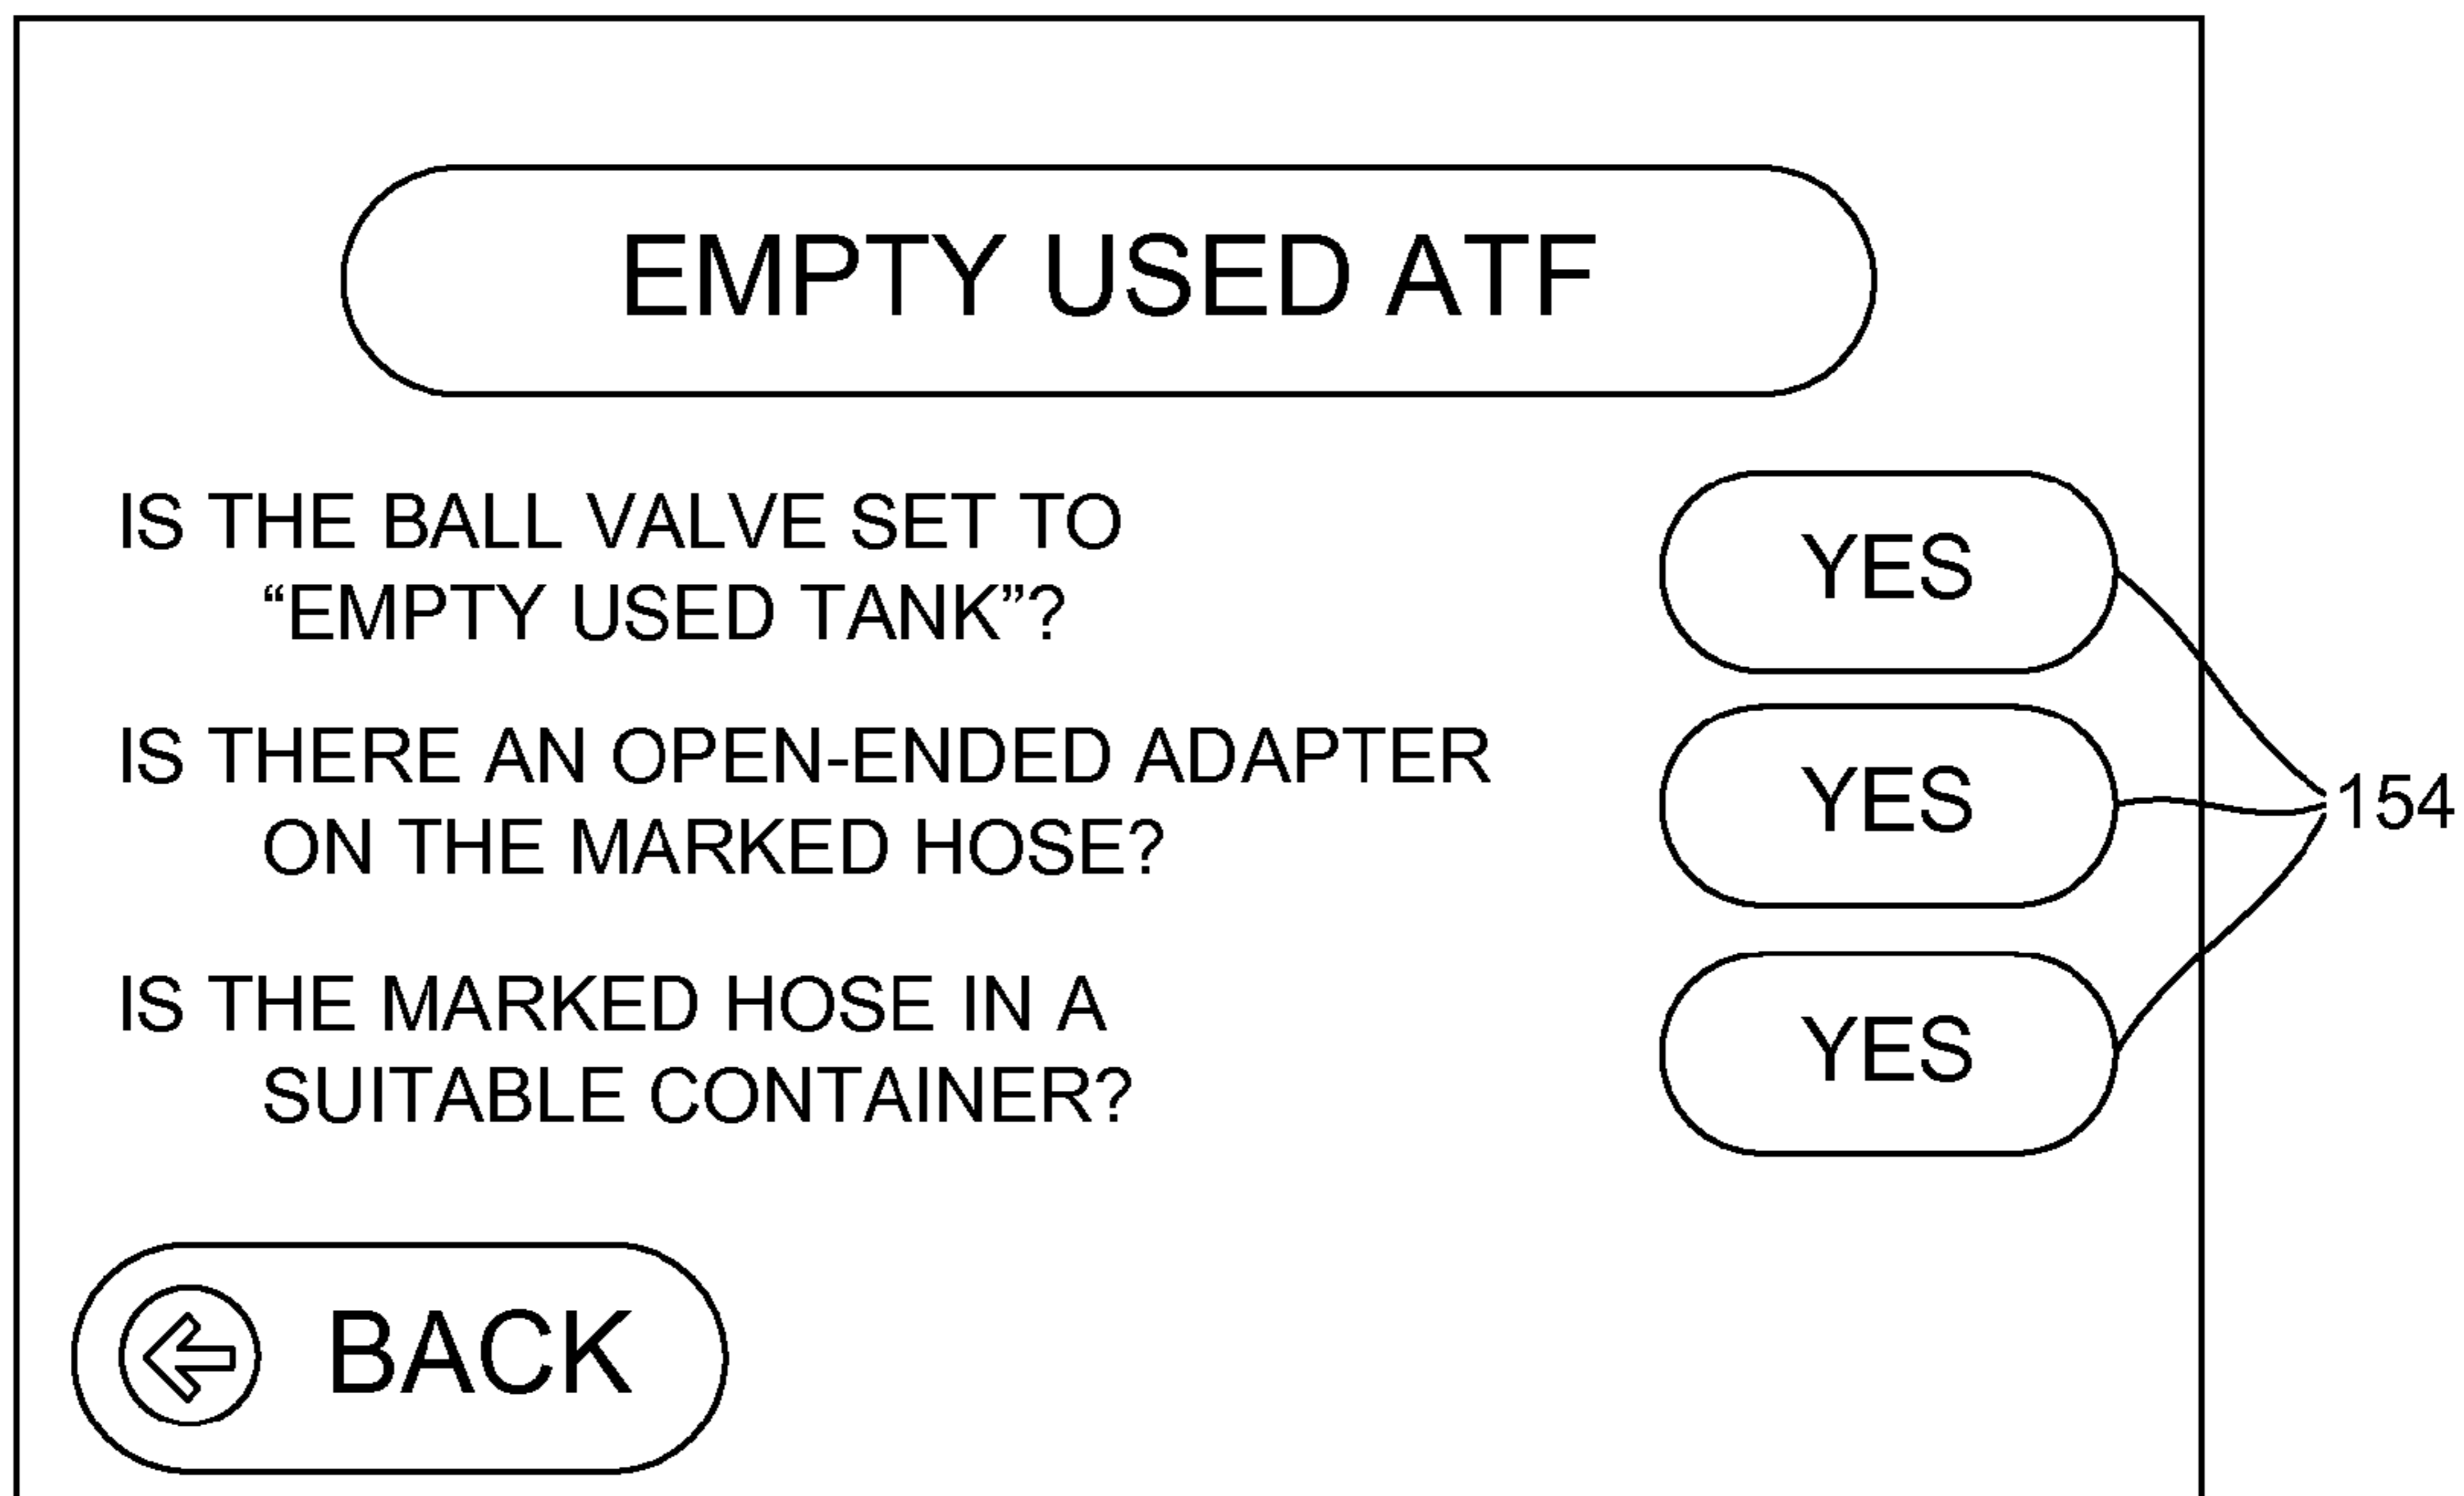 EMPTY USED ATF
IS THE BALL VALVE SET TO
“EMPTY USED TANK”?
YES
IS THERE AN OPEN-ENDED ADAPTER
ON THE MARKED HOSE?
YES
154
IS THE MARKED HOSE IN A
SUITABLE CONTAINER?
YES
BACK